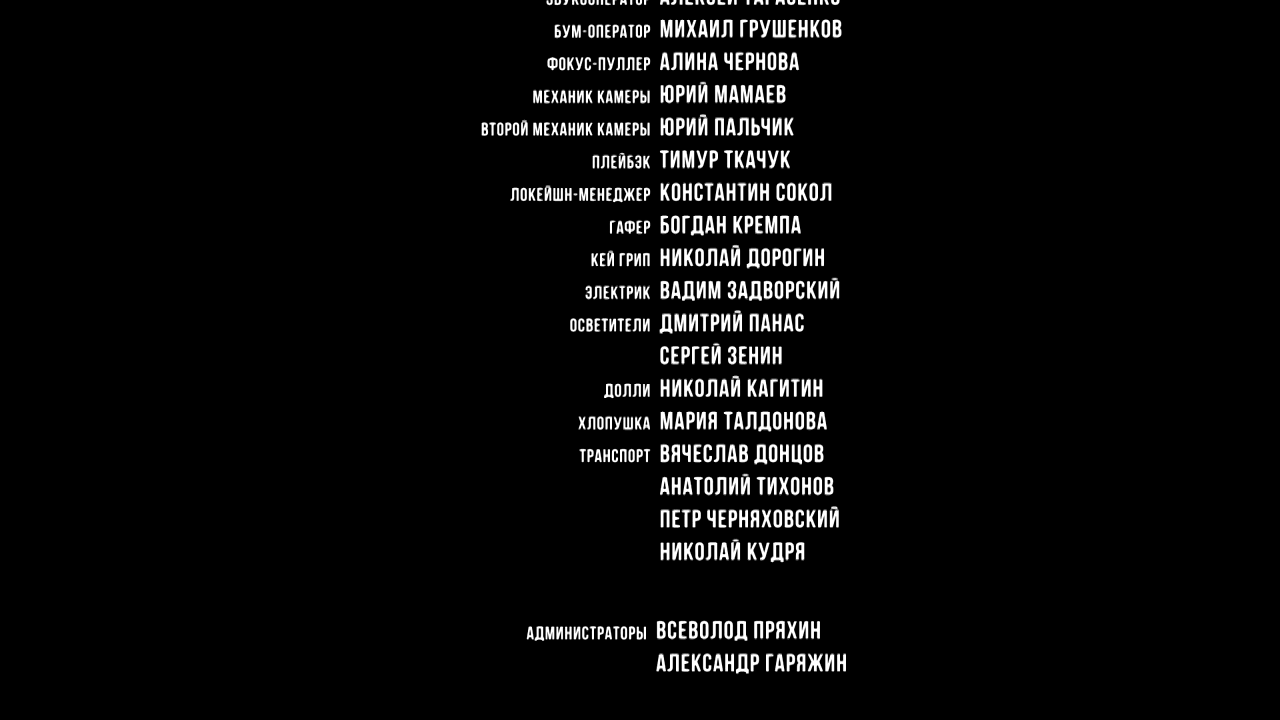 ЗВУКООПЕРАТОР АЛЕКСЕЙ ТАРАСЕНКО
БУМ-ОПЕРАТОР МИХАИЛ ГРУШЕНКОВ
ФОКУС-ПУЛЛЕР АЛИНА ЧЕРНОВА
МЕХАНИК КАМЕРЫ ЮРИЙ МАМАЕВ
ВТОРОЙ МЕХАНИК КАМЕРЫ ЮРИЙ ПАЛЬЧИК
ПЛЕЙБЭК ТИМУР ТКАЧУК
ЛОКЕЙШН-МЕНЕДЖЕР КОНСТАНТИН СОКОЛ
ГАФЕР БОГДАН КРЕМПА
КЕЙ ГРИП НИКОЛАЙ ДОРОГИН
ЭЛЕКТРИК ВАДИМ ЗАДВОРСКИЙ
ОСВЕТИТЕЛИ ДМИТРИЙ ПАНАС
СЕРГЕЙ ЗЕНИН
ДОЛЛИ НИКОЛАЙ КАГИТИН
ХЛОПУШКА МАРИЯ ТАЛДОНОВА
ТРАНСПОРТ ВЯЧЕСЛАВ ДОНЦОВ
АНАТОЛИЙ ТИХОНОВ
ПЕТР ЧЕРНЯХОВСКИЙ
НИКОЛАЙ КУДРЯ
АДМИНИСТРАТОРЫ ВСЕВОЛОД ПРЯХИН
АЛЕКСАНДР ГАРЯЖИН